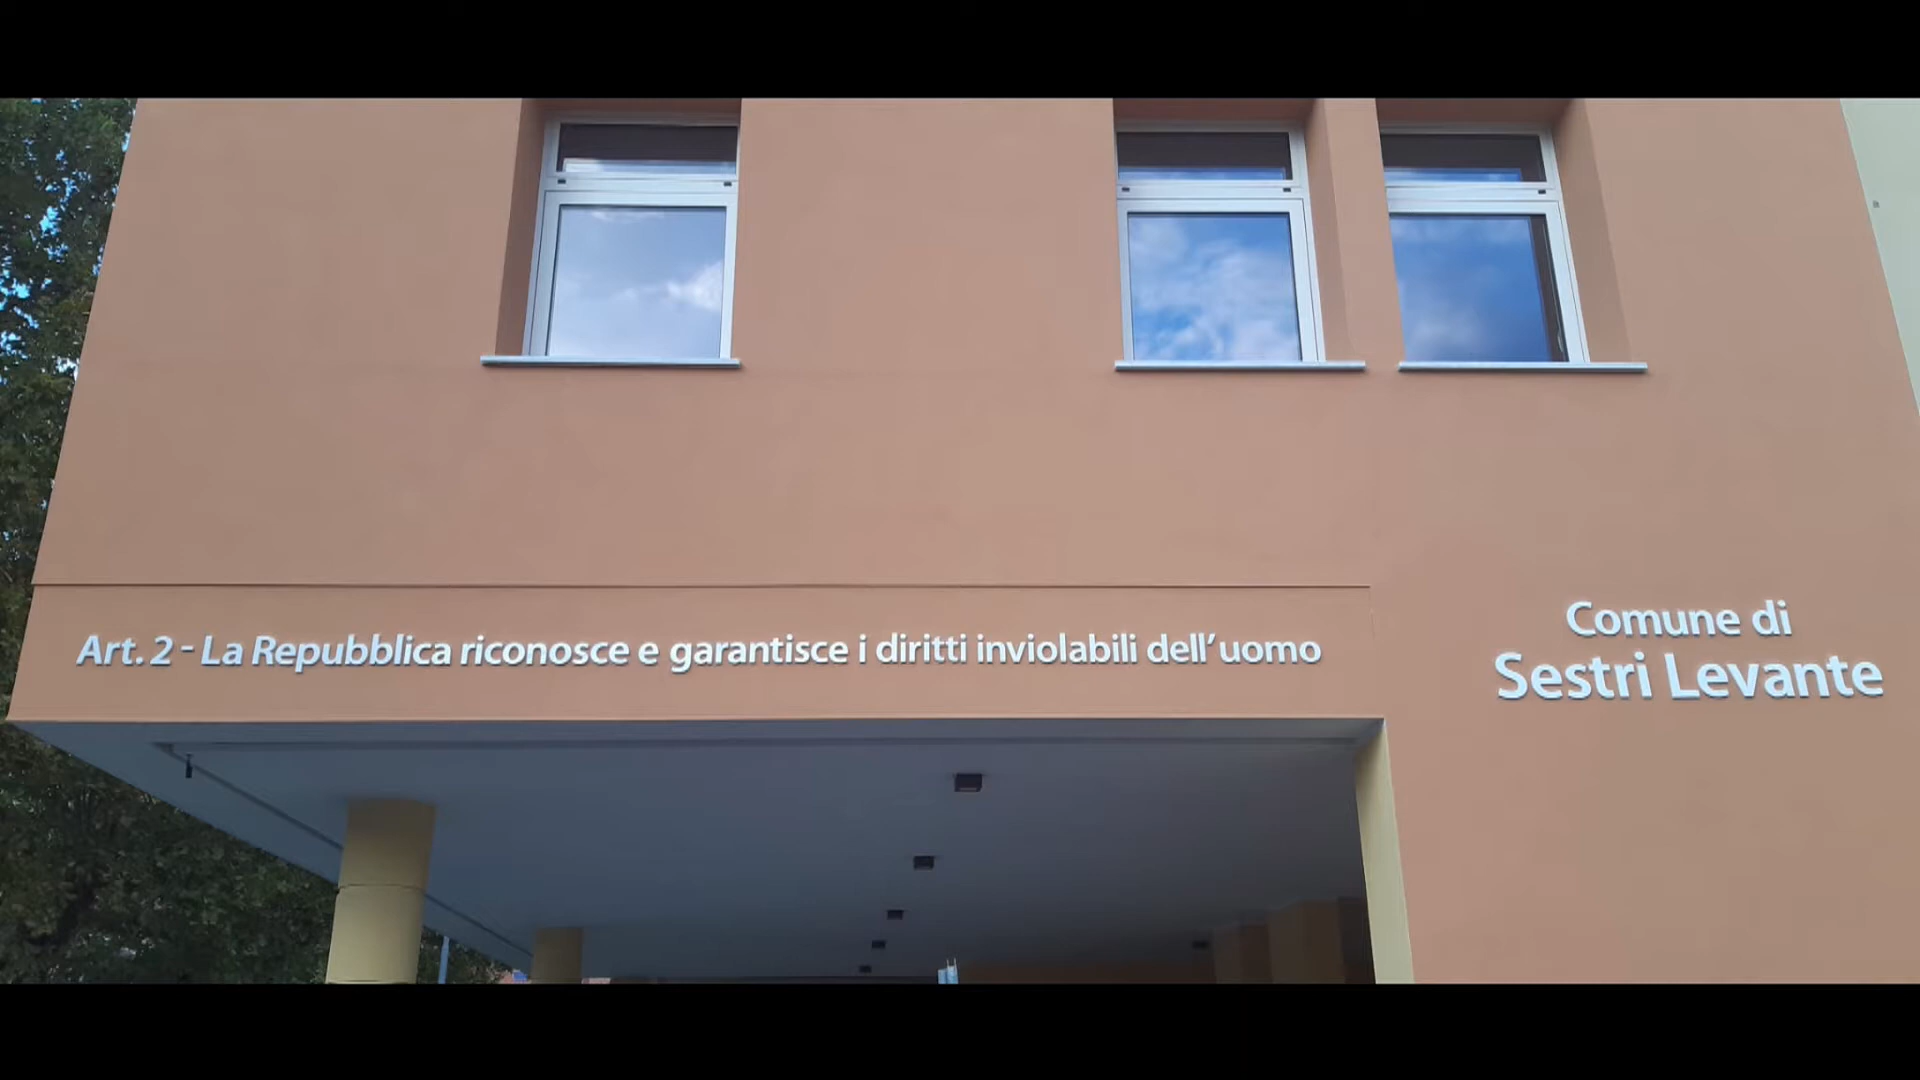 Art. 2 - La Repubblica riconosce e garantisce i diritti inviolabili dell'uomo
Comune di
Sestri Levante